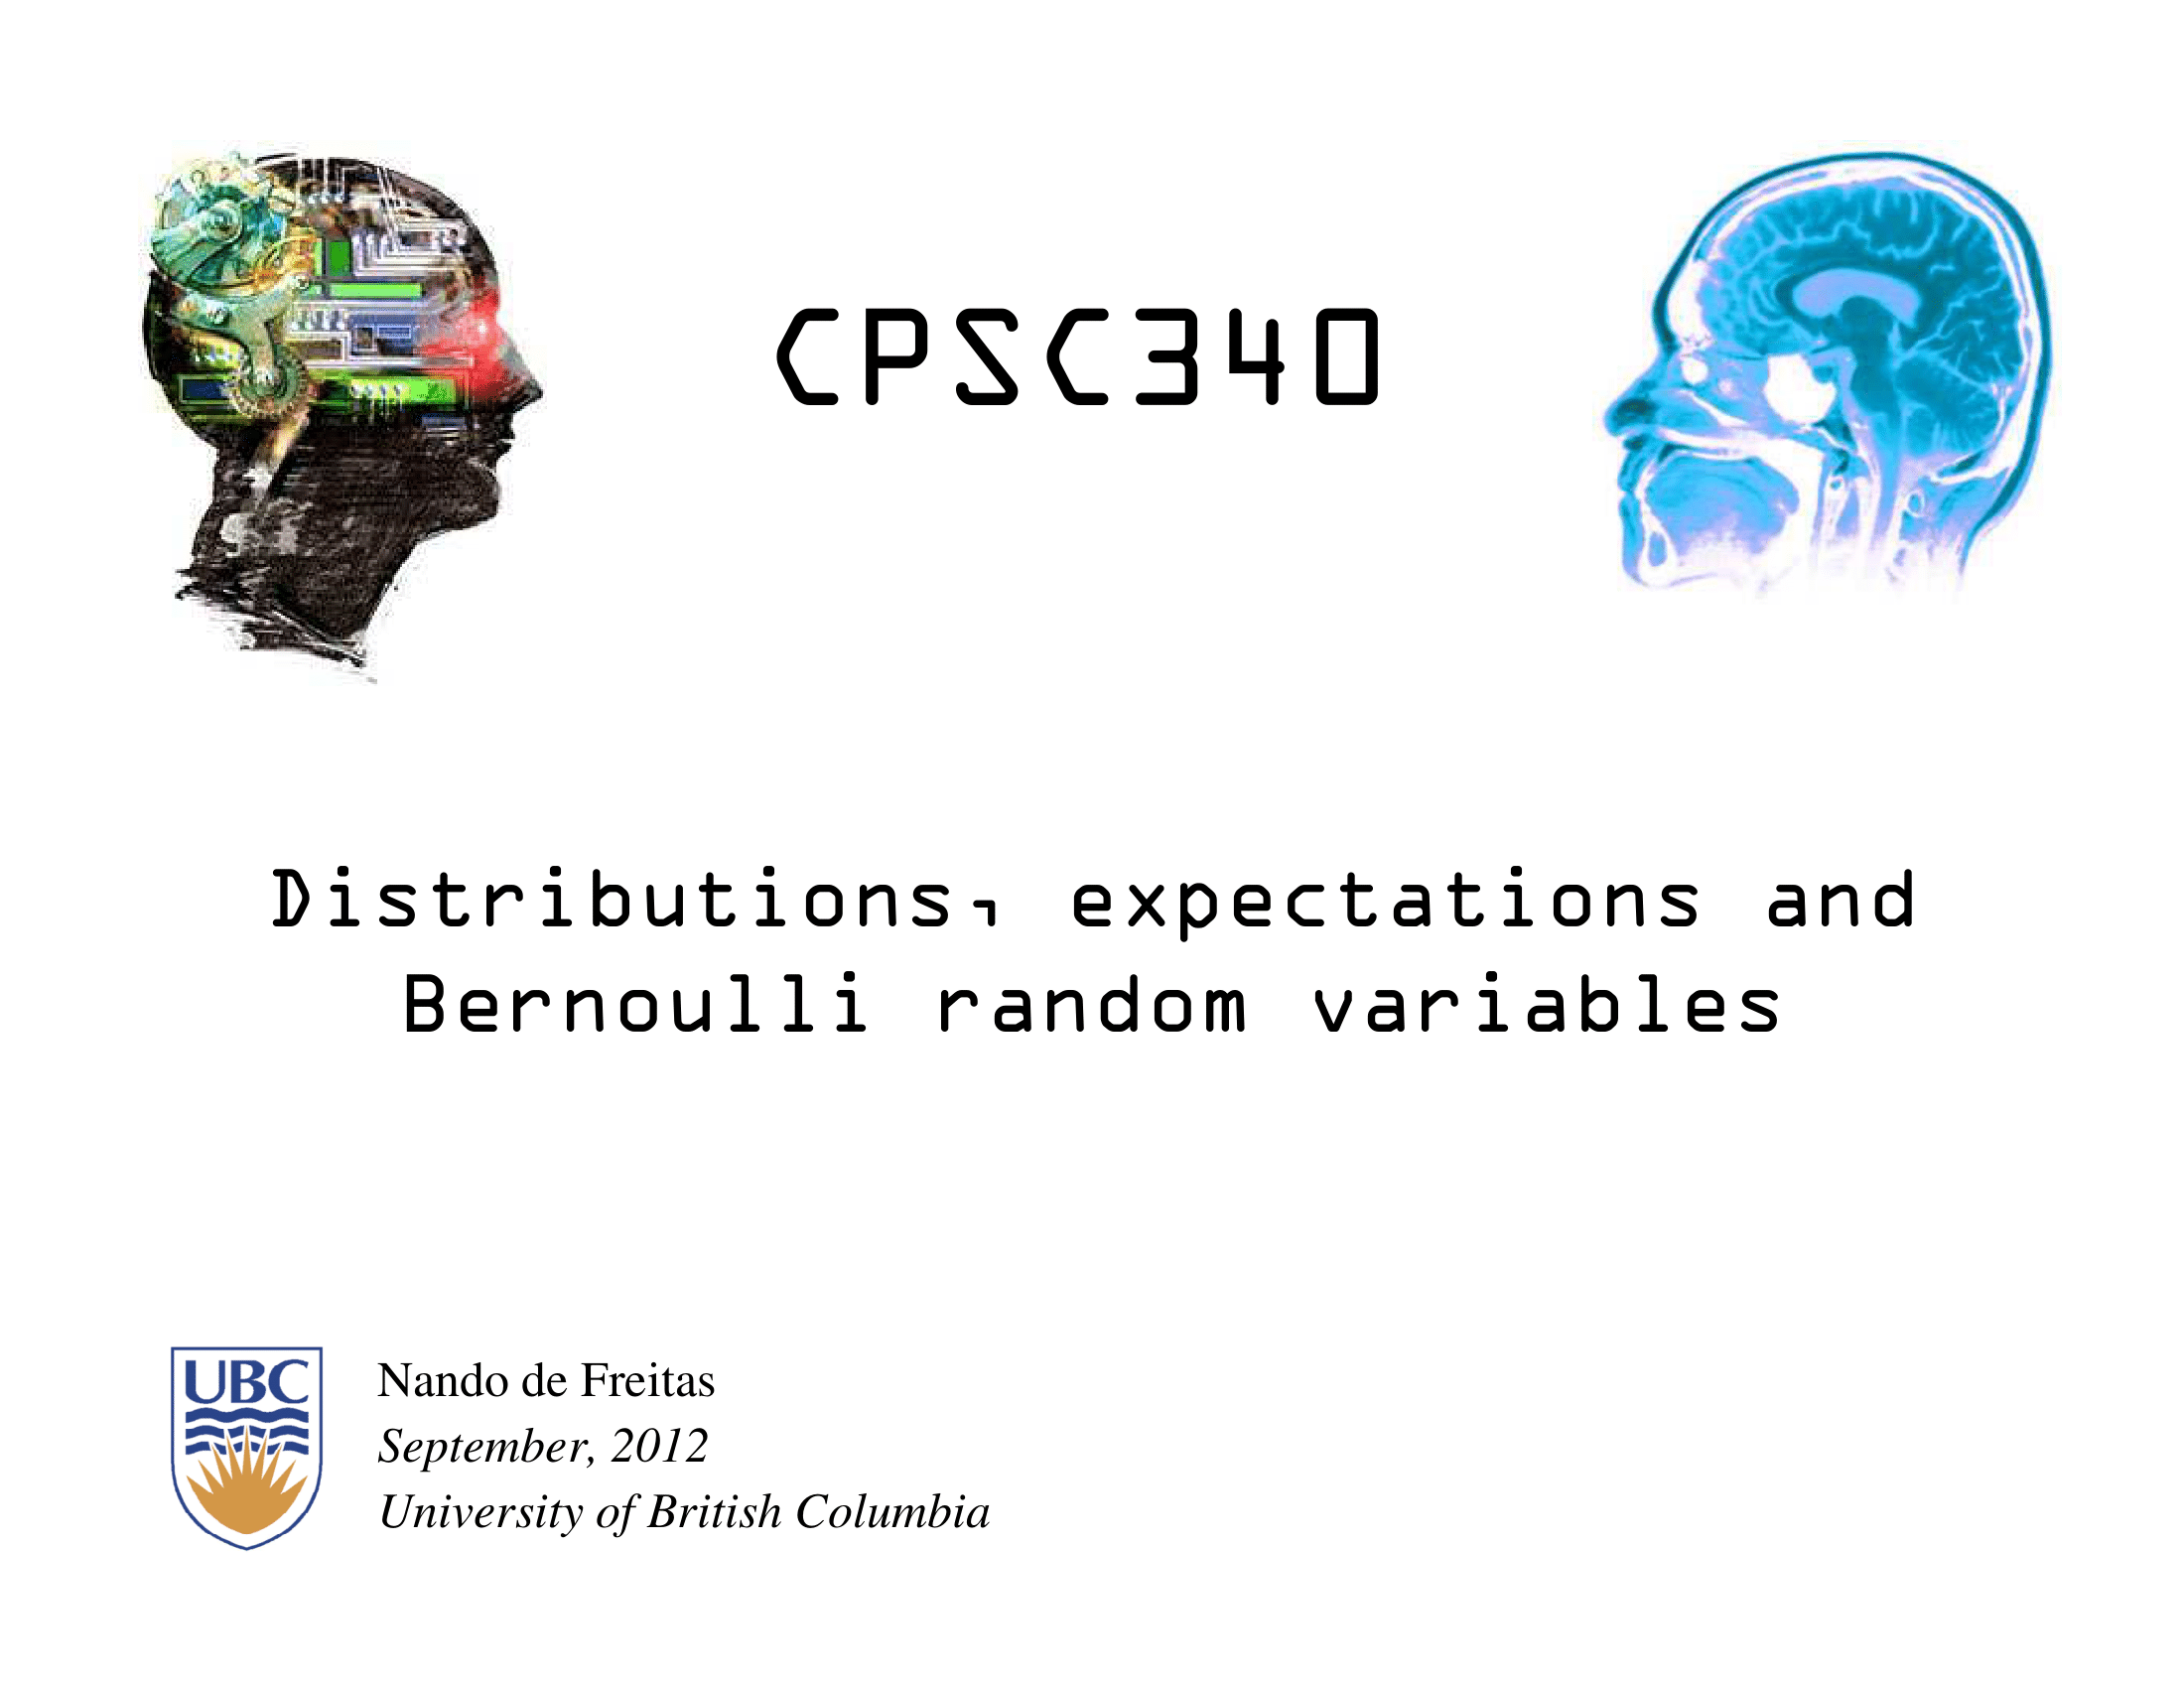 CPSC340
Distributions, expectations and
Bernoulli random variables
UBC
Nando de Freitas
September, 2012
University of British Columbia